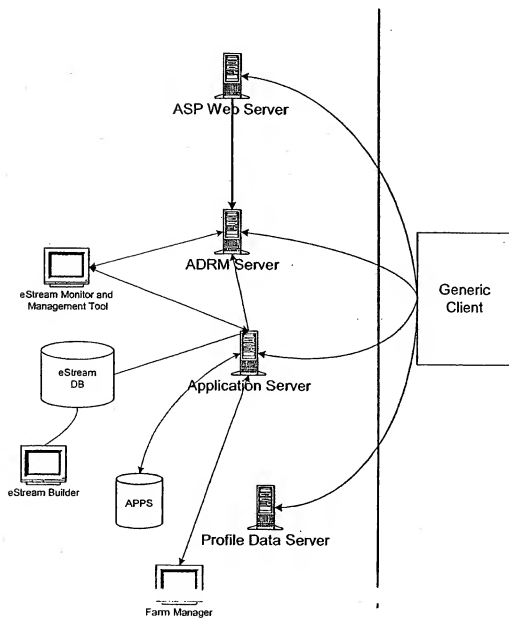 ASP Web Server
ADRM Server
eStream Monitor and
Management Tool
Generic
Client
eStream
DB
Application Server
eStream Builder
APPS
Profile Data Server
Farm Manager